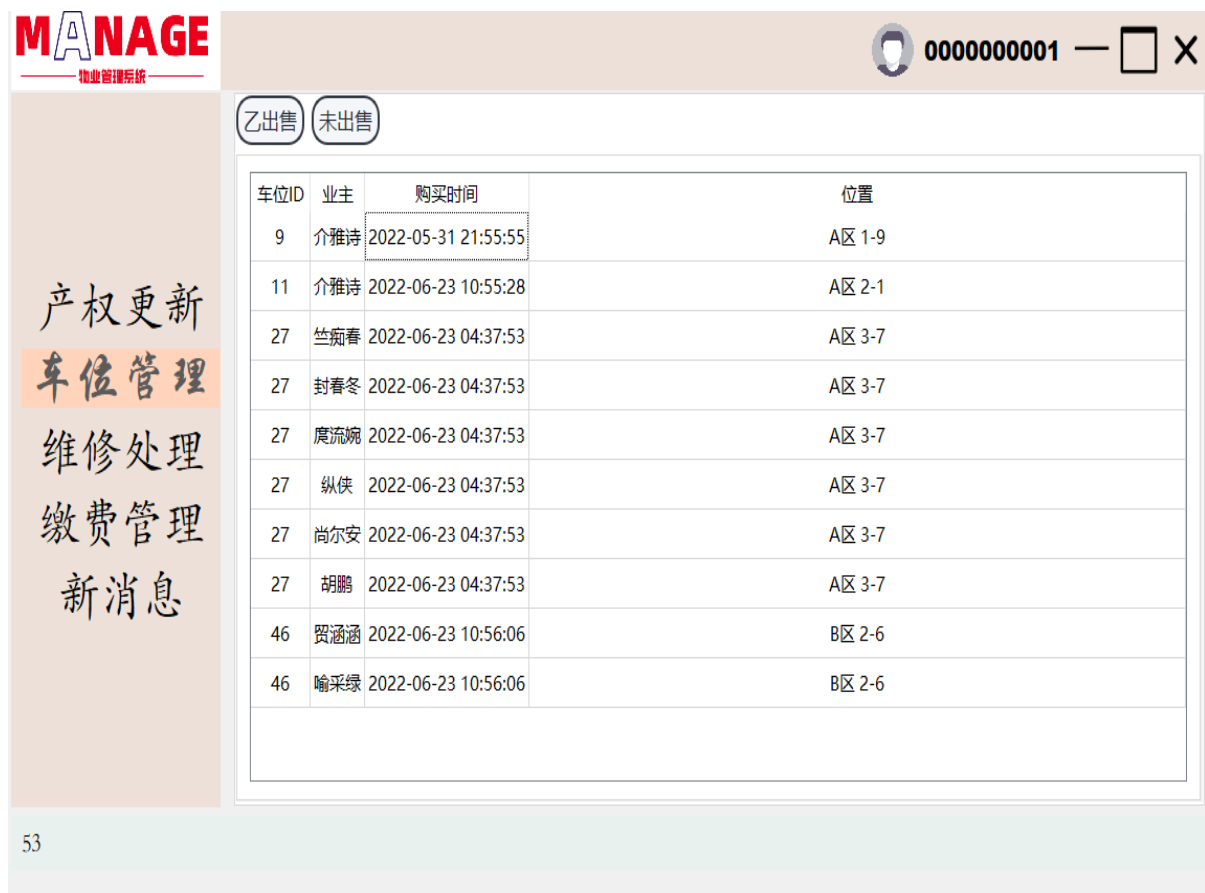 MANAGE
物业管理系统
0000000001
乙出售 未出售
车位ID 业主 购买时间 位置
9 介雅诗 2022-05-31 21:55:55 A区 1-9
11 介雅诗 2022-06-23 10:55:28 A区 2-1
27 竺痴春 2022-06-23 04:37:53 A区 3-7
27 封春冬 2022-06-23 04:37:53 A区 3-7
27 庹流婉 2022-06-23 04:37:53 A区 3-7
27 纵侠 2022-06-23 04:37:53 A区 3-7
27 尚尔安 2022-06-23 04:37:53 A区 3-7
27 胡鹏 2022-06-23 04:37:53 A区 3-7
46 贺涵涵 2022-06-23 10:56:06 B区 2-6
46 喻采绿 2022-06-23 10:56:06 B区 2-6
产权更新
车位管理
维修处理
缴费管理
新消息
53